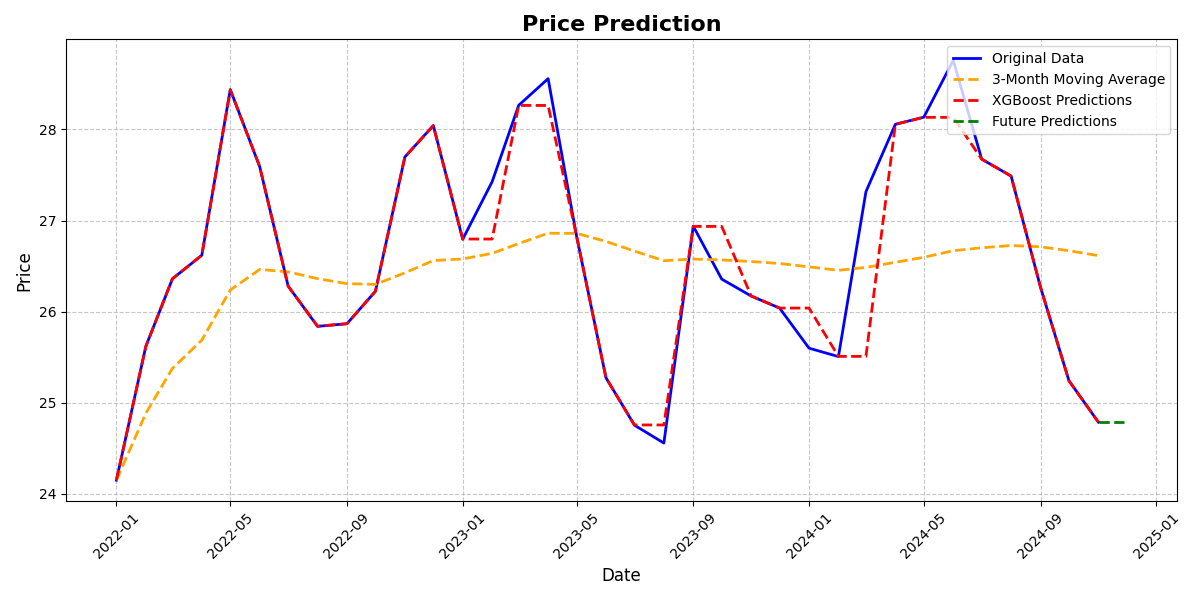 Price Prediction
Original Data
3-Month Moving Average
XGBoost Predictions
Future Predictions
Price
28
27
26
25
24
2022-01
2022-05
2022-09
2023-01
2023-05
2023-09
2024-01
2024-05
2024-09
2025-01
Date